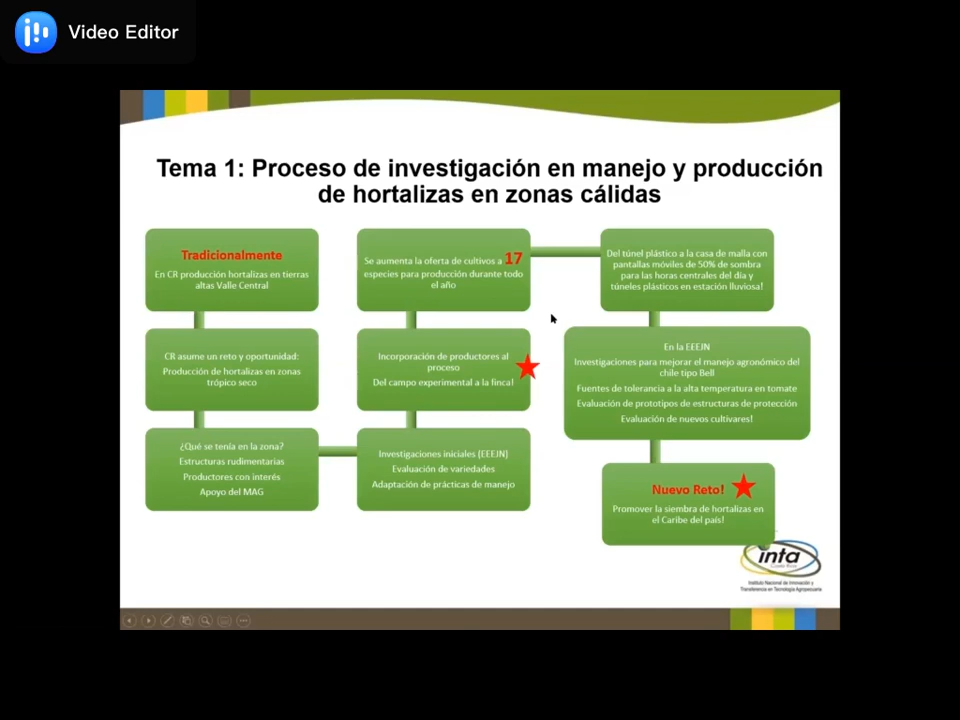 Video Editor
Tema 1: Proceso de investigación en manejo y producción
de hortalizas en zonas cálidas
Tradicionalmente
En CR producción hortalizas en tierras
altas Valle Central
CR asume un reto y oportunidad:
Producción de hortalizas en zonas
trópico seco
¿Qué se tenía en la zona?
Estructuras rudimentarias
Productores con interés
Apoyo del MAG
Investigaciones iniciales (EEEJN)
Evaluación de variedades
Adaptación de prácticas de manejo
Incorporación de productores al
proceso
Del campo experimental a la finca!
Se aumenta la oferta de cultivos a 17
especies para producción durante todo
el año
Del túnel plástico a la casa de malla con
pantallas móviles de 50% de sombra
para las horas centrales del día y
túneles plásticos en estación lluviosa!
En la EEEJN
Investigaciones para mejorar el manejo agronómico del
chile tipo Bell
Fuentes de tolerancia a la alta temperatura en tomate
Evaluación de prototipos de estructuras de protección
Evaluación de nuevos cultivares!
Nuevo Reto!
Promover la siembra de hortalizas en
el Caribe del país!
inta
Costa Rica
Instituto Nacional de Innovación y
Transferencia en Tecnología Agropecuaria